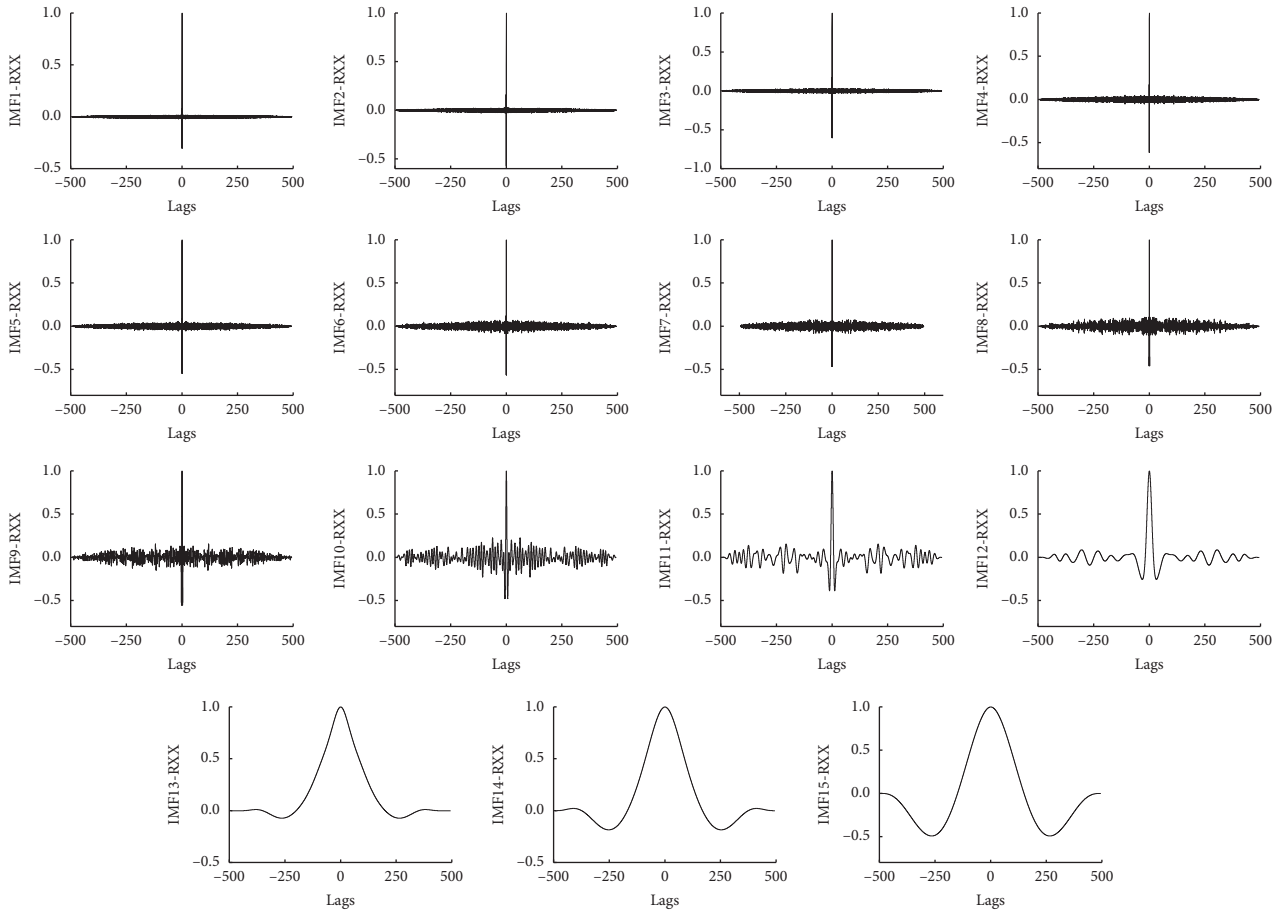 1.0 1.0 1.0 1.0
IMF1-RXX IMF2-RXX IMF3-RXX IMF4-RXX
0.5 0.5 0.5 0.5
0.0 0.0 0.0 0.0
–0.5 –0.5 –0.5 –0.5
–1.0
–500 –250 0 250 500 –500 –250 0 250 500 –500 –250 0 250 500 –500 –250 0 250 500
Lags Lags Lags Lags
1.0 1.0 1.0 1.0
IMF5-RXX IMF6-RXX IMF7-RXX IMF8-RXX
0.5 0.5 0.5 0.5
0.0 0.0 0.0 0.0
–0.5 –0.5 –0.5 –0.5
–500 –250 0 250 500 –500 –250 0 250 500 –500 –250 0 250 500 –500 –250 0 250 500
Lags Lags Lags Lags
1.0 1.0 1.0 1.0
IMF9-RXX IMF10-RXX IMF11-RXX IMF12-RXX
0.5 0.5 0.5 0.5
0.0 0.0 0.0 0.0
–0.5 –0.5 –0.5 –0.5
–500 –250 0 250 500 –500 –250 0 250 500 –500 –250 0 250 500 –500 –250 0 250 500
Lags Lags Lags Lags
1.0 1.0 1.0
IMF13-RXX IMF14-RXX IMF15-RXX
0.5 0.5 0.5
0.0 0.0 0.0
–0.5 –0.5 –0.5
–500 –250 0 250 500 –500 –250 0 250 500 –500 –250 0 250 500
Lags Lags Lags